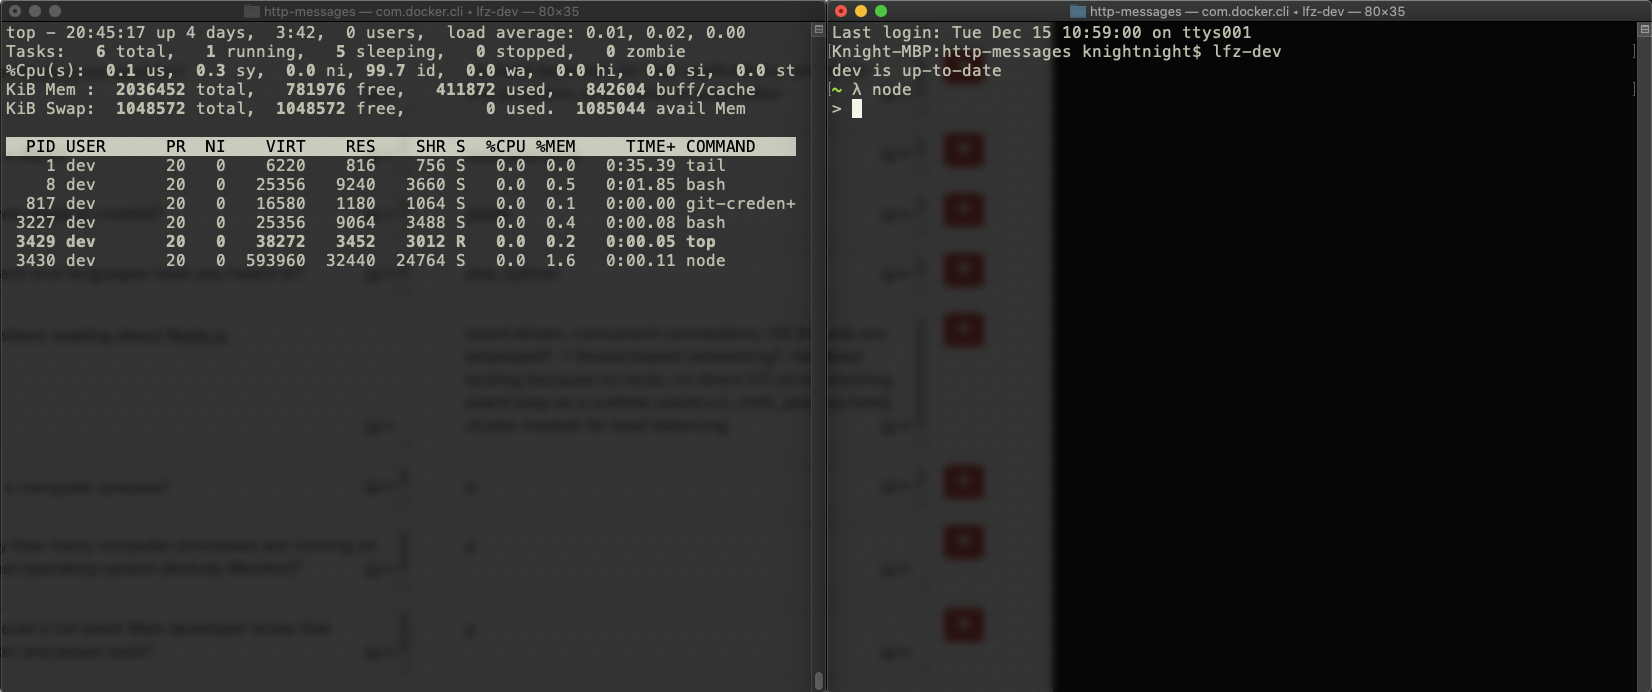 http-messages — com.docker.cli ◂ lfz-dev — 80×35
top - 20:45:17 up 4 days,  3:42,  0 users,  load average: 0.01, 0.02, 0.00
Tasks:   6 total,   1 running,   5 sleeping,   0 stopped,   0 zombie
%Cpu(s):  0.1 us,  0.3 sy,  0.0 ni, 99.7 id,  0.0 wa,  0.0 hi,  0.0 si,  0.0 st
KiB Mem :  2036452 total,   781976 free,   411872 used,   842604 buff/cache
KiB Swap:  1048572 total,  1048572 free,        0 used.  1085044 avail Mem
PID USER      PR  NI    VIRT    RES    SHR S  %CPU %MEM     TIME+ COMMAND
1 dev       20   0    6220    816    756 S   0.0  0.0   0:35.39 tail
8 dev       20   0   25356   9240   3660 S   0.0  0.5   0:01.85 bash
817 dev       20   0   16580   1180   1064 S   0.0  0.1   0:00.00 git-creden+
3227 dev       20   0   25356   9064   3488 S   0.0  0.4   0:00.08 bash
3429 dev       20   0   38272   3452   3012 R   0.0  0.2   0:00.05 top
3430 dev       20   0  593960  32440  24764 S   0.0  1.6   0:00.11 node
http-messages — com.docker.cli ◂ lfz-dev — 80×35
Last login: Tue Dec 15 10:59:00 on ttys001
[Knight-MBP:http-messages knightnight$ lfz-dev ]
dev is up-to-date
[~ λ node ]
>